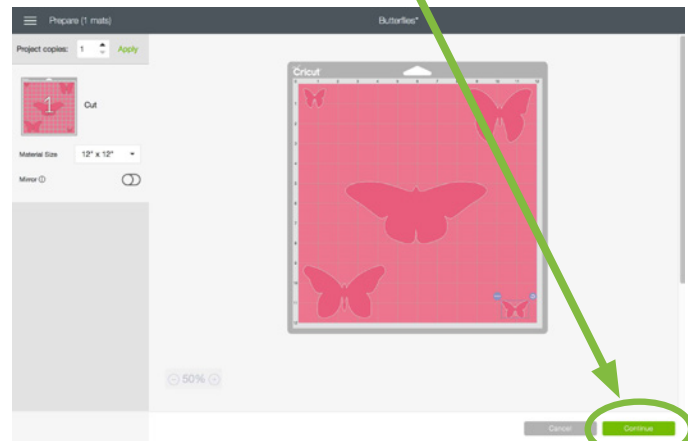 Prepare (1 mats)
Butterflies*
Project copies: 1 Apply
Cricut
1
Cut
Material Size 12" x 12"
Mirror
50%
Cancel
Continue